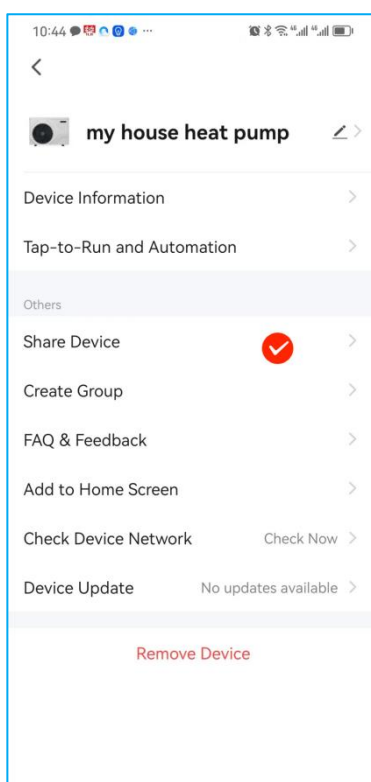 10:44
my house heat pump
Device Information
Tap-to-Run and Automation
Others
Share Device
Create Group
FAQ & Feedback
Add to Home Screen
Check Device Network Check Now
Device Update No updates available
Remove Device